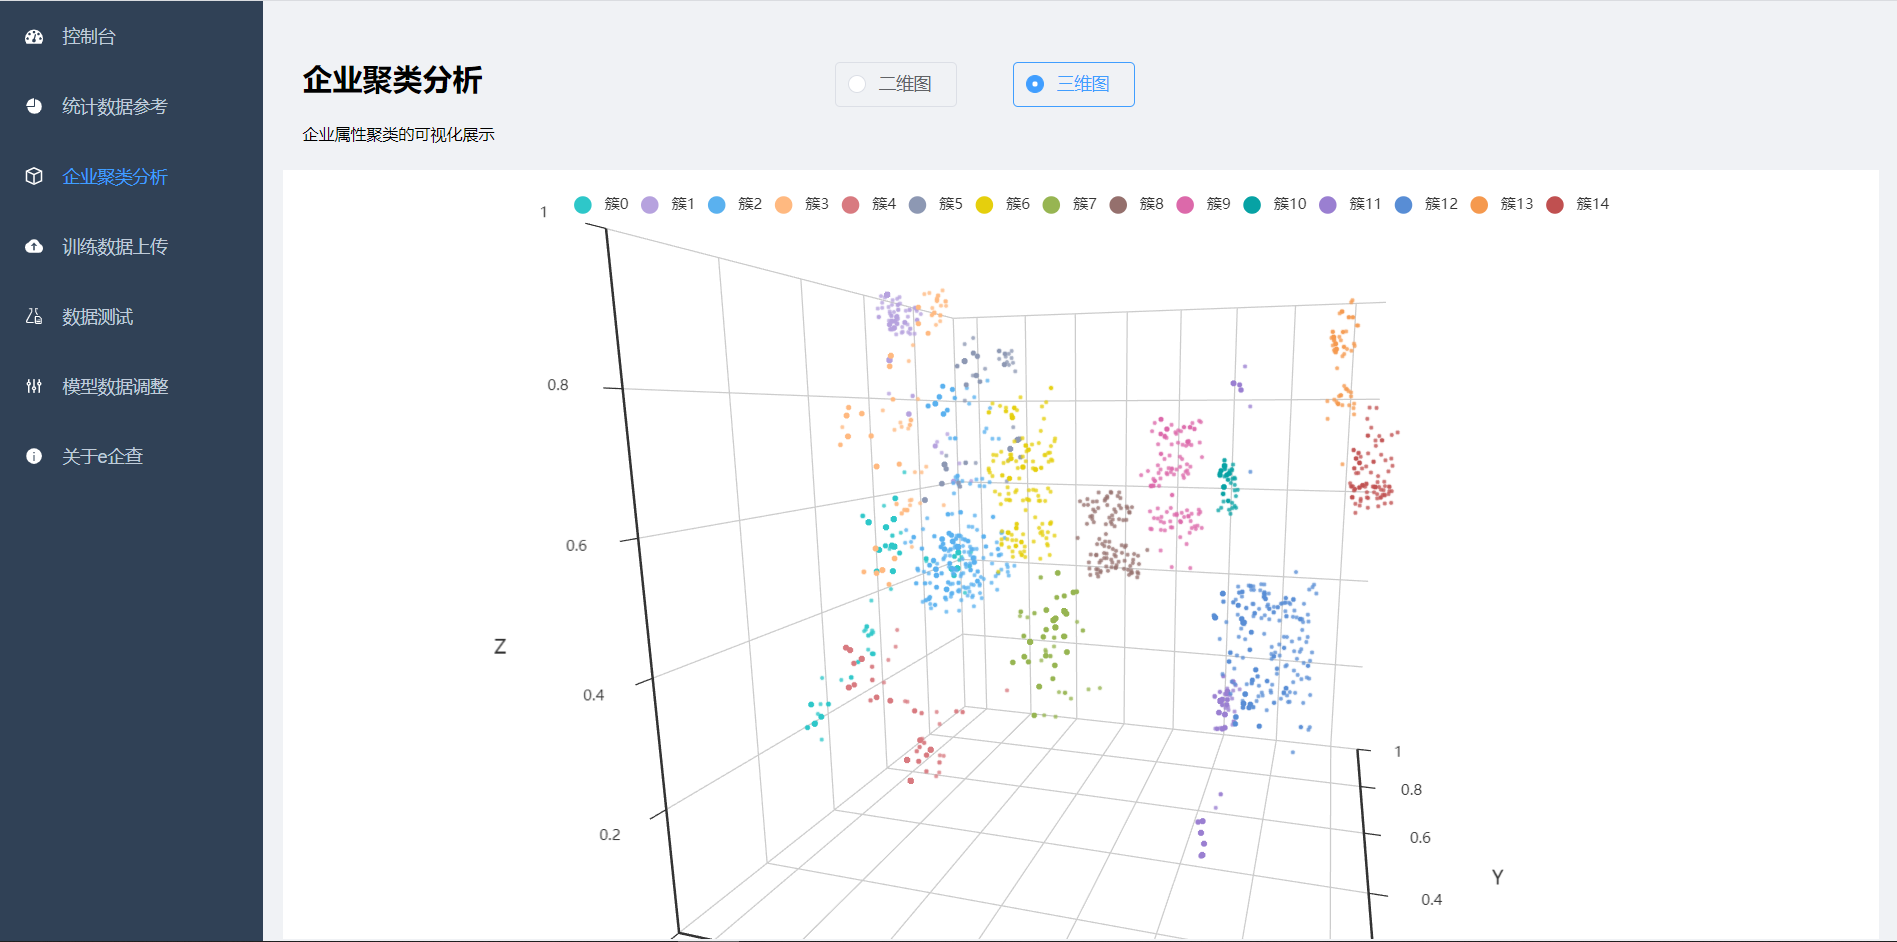 控制台
统计数据参考
企业聚类分析
训练数据上传
数据测试
模型数据调整
关于e企查
企业聚类分析
二维图
三维图
企业属性聚类的可视化展示
簇0 簇1 簇2 簇3 簇4 簇5 簇6 簇7 簇8 簇9 簇10 簇11 簇12 簇13 簇14
1
0.8
0.6
Z
0.4
0.2
1
0.8
0.6
Y
0.4